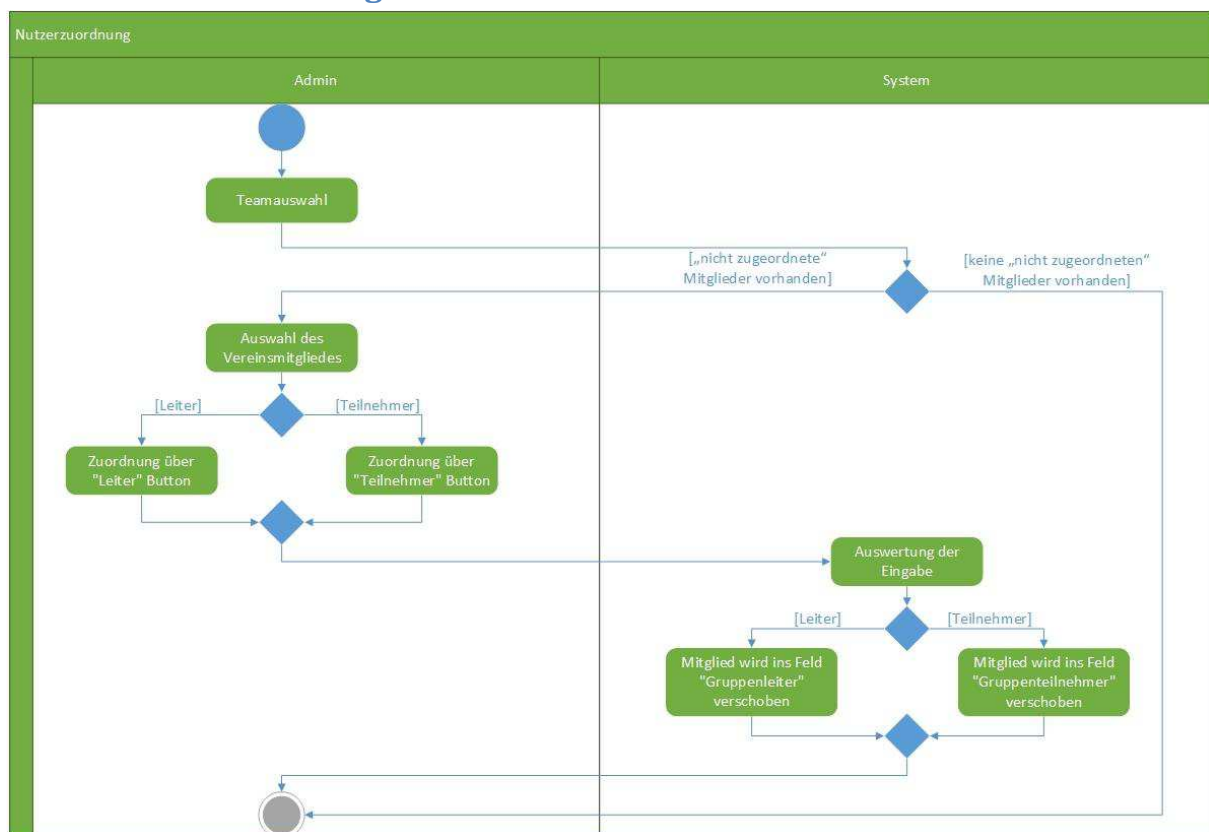 Nutzerzuordnung
Admin
System
Teamauswahl
[„nicht zugeordnete“
Mitglieder vorhanden]
[keine „nicht zugeordneten“
Mitglieder vorhanden]
Auswahl des
Vereinsmitgliedes
[Leiter]
[Teilnehmer]
Zuordnung über
"Leiter" Button
Zuordnung über
"Teilnehmer" Button
Auswertung der
Eingabe
[Leiter]
[Teilnehmer]
Mitglied wird ins Feld
"Gruppenleiter"
verschoben
Mitglied wird ins Feld
"Gruppenteilnehmer"
verschoben